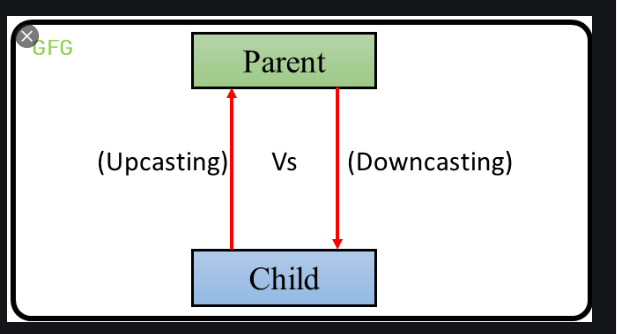 GFG
Parent
(Upcasting) Vs (Downcasting)
Child